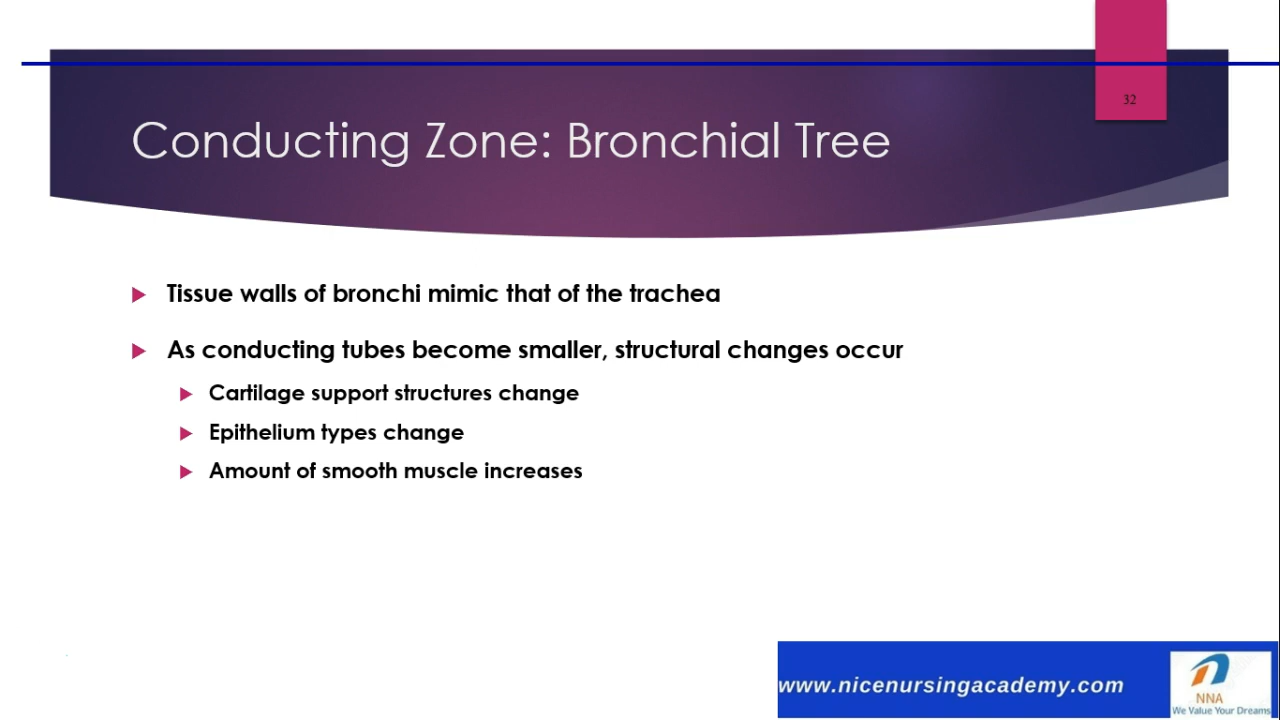 32
Conducting Zone: Bronchial Tree
Tissue walls of bronchi mimic that of the trachea
As conducting tubes become smaller, structural changes occur
Cartilage support structures change
Epithelium types change
Amount of smooth muscle increases
www.nicenursingacademy.com
NNA
We Value Your Dreams